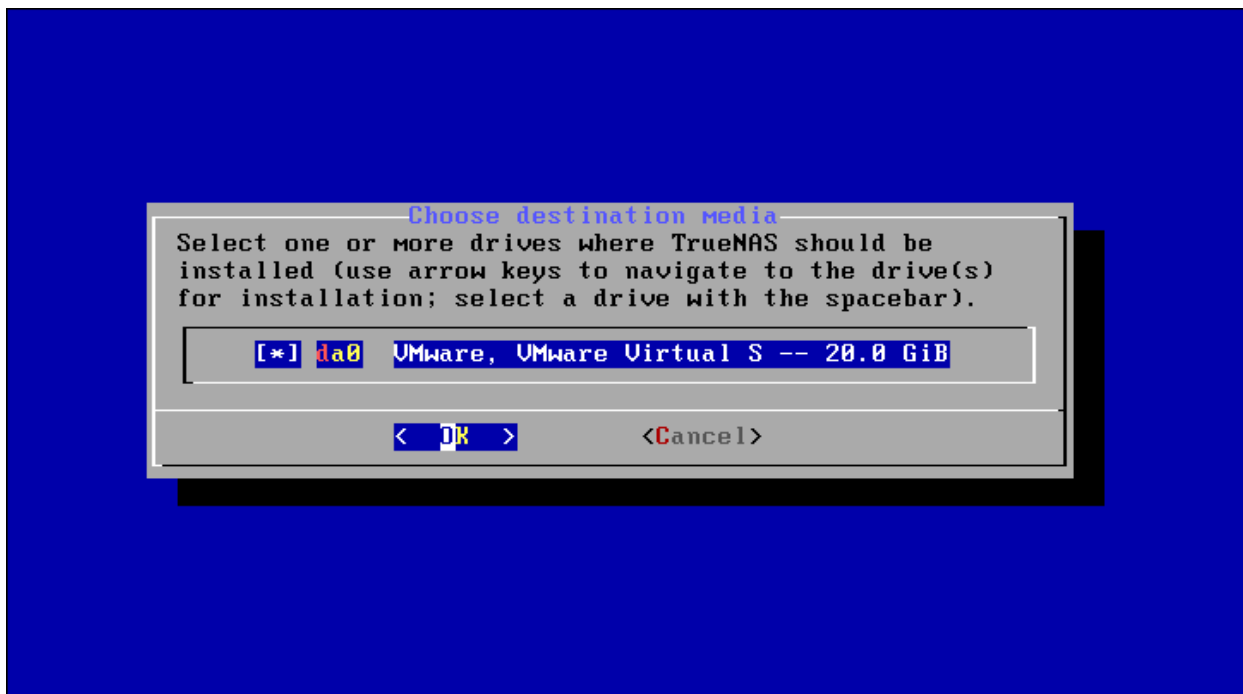 Choose destination media
Select one or more drives where TrueNAS should be
installed (use arrow keys to navigate to the drive(s)
for installation; select a drive with the spacebar).
[*] da0 VMware, VMware Virtual S -- 20.0 GiB
< OK > <Cancel>